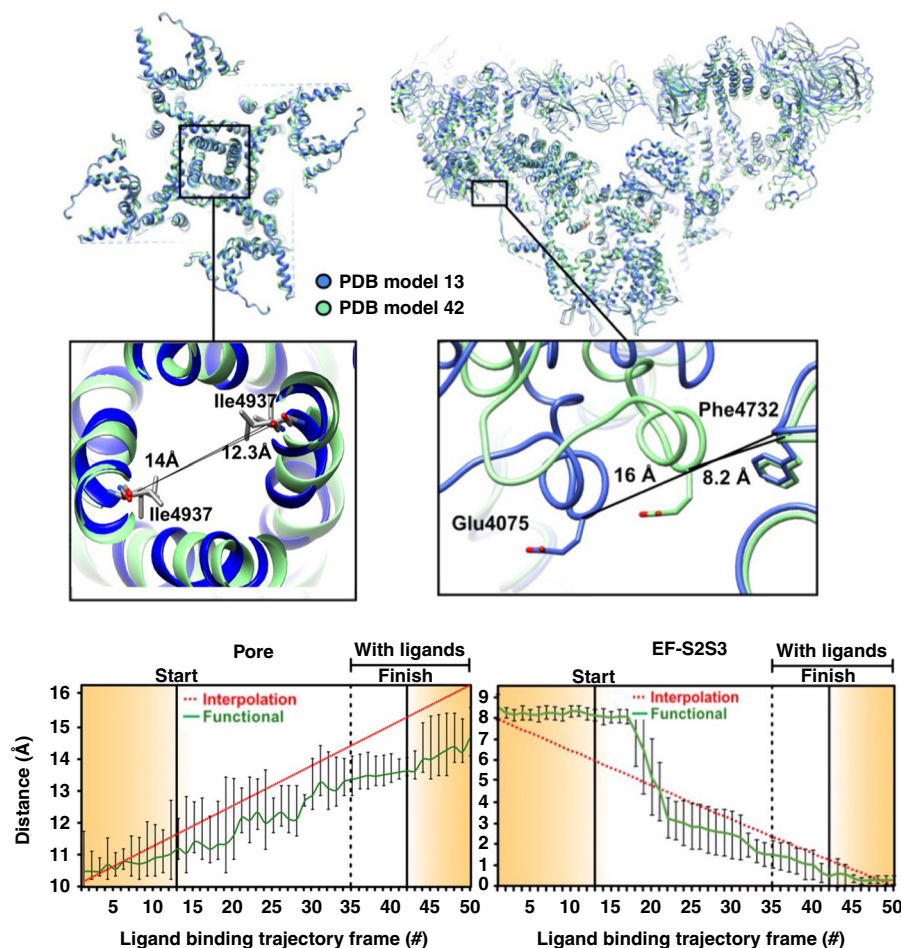 PDB model 13
PDB model 42
Ile4937
12.3Å
14Å
Ile4937
Phe4732
16 Å
8.2 Å
Glu4075
Pore
With ligands
Start
Finish
Interpolation
Functional
Distance (Å)
16
15
14
13
12
11
10
5 10 15 20 25 30 35 40 45 50
Ligand binding trajectory frame (#)
EF-S2S3
With ligands
Start
Finish
Interpolation
Functional
9
8
7
6
5
4
3
2
1
0
5 10 15 20 25 30 35 40 45 50
Ligand binding trajectory frame (#)